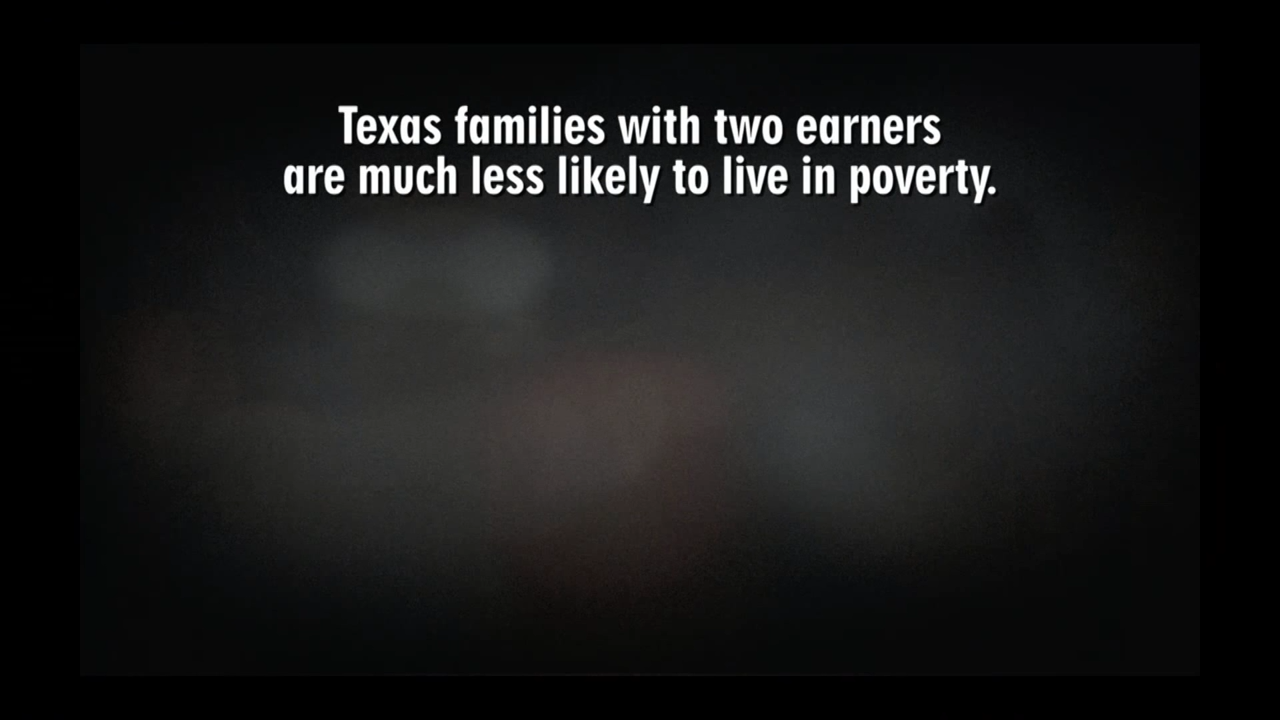 Texas families with two earners
are much less likely to live in poverty.